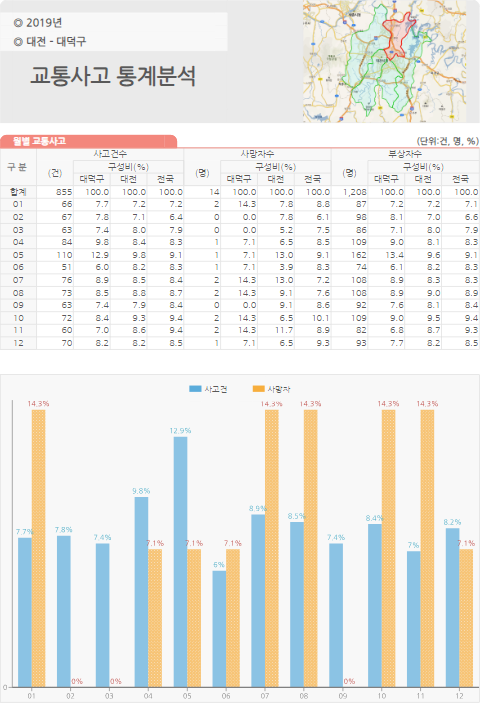 ◎ 2019년
◎ 대전 - 대덕구
교통사고 통계분석
월별 교통사고
(단위:건, 명, %)
구 분 사고건수 사망자수 부상자수
(건) 구성비(%) (명) 구성비(%) (명) 구성비(%)
대덕구 대전 전국 대덕구 대전 전국 대덕구 대전 전국
합계 855 100.0 100.0 100.0 14 100.0 100.0 100.0 1,208 100.0 100.0 100.0
01 66 7.7 7.2 7.2 2 14.3 7.8 8.8 87 7.2 7.2 7.1
02 67 7.8 7.1 6.4 0 0.0 7.8 6.1 98 8.1 7.0 6.6
03 63 7.4 8.0 7.9 0 0.0 5.2 7.5 86 7.1 8.0 7.9
04 84 9.8 8.4 8.3 1 7.1 6.5 8.5 109 9.0 8.1 8.3
05 110 12.9 9.8 9.1 1 7.1 13.0 9.1 162 13.4 9.6 9.1
06 51 6.0 8.2 8.3 1 7.1 3.9 8.3 74 6.1 8.2 8.3
07 76 8.9 8.5 8.4 2 14.3 13.0 7.2 108 8.9 8.3 8.3
08 73 8.5 8.8 8.7 2 14.3 9.1 7.6 108 8.9 9.0 8.9
09 63 7.4 7.9 8.4 0 0.0 9.1 8.6 92 7.6 8.1 8.4
10 72 8.4 9.3 9.4 2 14.3 6.5 10.1 109 9.0 9.5 9.4
11 60 7.0 8.6 9.4 2 14.3 11.7 8.9 82 6.8 8.7 9.3
12 70 8.2 8.2 8.5 1 7.1 6.5 9.3 93 7.7 8.2 8.5
사고건 사망자
14.3% 14.3% 14.3% 14.3% 14.3%
12.9%
9.8%
8.9% 8.5% 8.4% 8.2%
7.7% 7.8% 7.4% 7.1% 7.1% 7.1% 7.4% 7% 7.1%
6%
0% 0% 0%
0
01 02 03 04 05 06 07 08 09 10 11 12